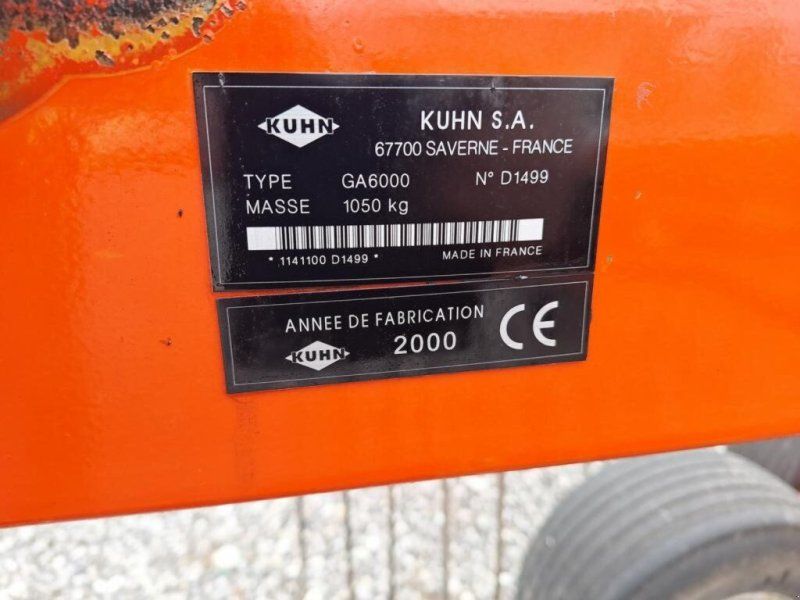 KUHN
KUHN S.A.
67700 SAVERNE - FRANCE
TYPE GA6000 N° D1499
MASSE 1050 kg
* 1141100 D1499 * MADE IN FRANCE
ANNEE DE FABRICATION
KUHN 2000 CE